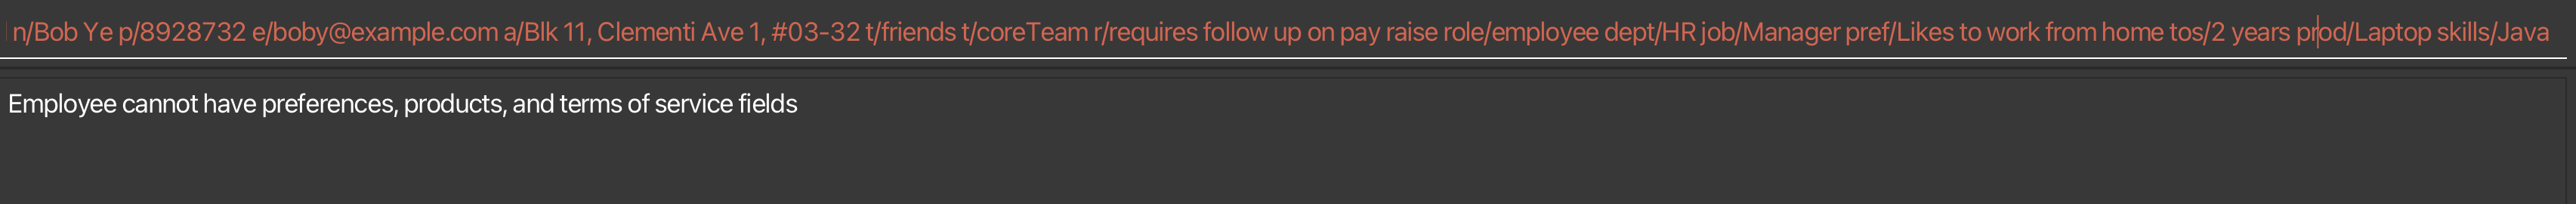 n/Bob Ye p/8928732 e/boby@example.com a/Blk 11, Clementi Ave 1, #03-32 t/friends t/coreTeam r/requires follow up on pay raise role/employee dept/HR job/Manager pref/Likes to work from home tos/2 years prod/Laptop skills/Java
Employee cannot have preferences, products, and terms of service fields